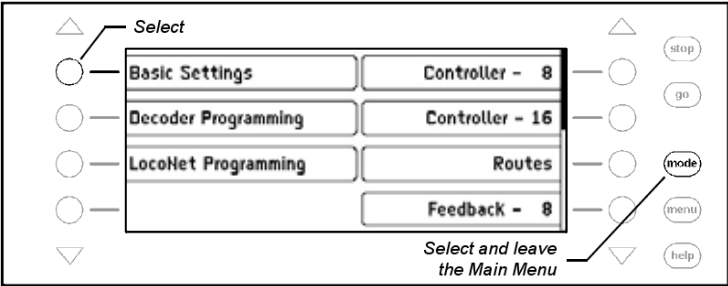 Select
stop
Basic Settings
Controller - 8
go
Decoder Programming
Controller - 16
LocoNet Programming
Routes
mode
Feedback - 8
menu
Select and leave
the Main Menu
help